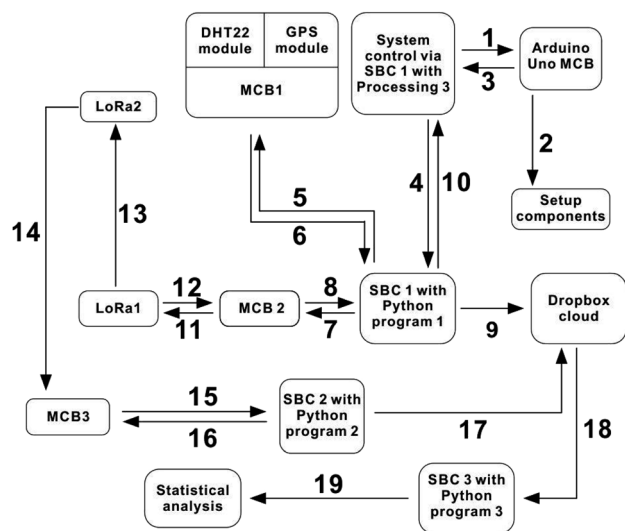 DHT22
module
GPS
module
MCB1
System
control via
SBC 1 with
Processing 3
1
3
Arduino
Uno MCB
LoRa2
2
4
10
5
6
Setup
components
14
13
LoRa1
12
11
MCB 2
8
7
SBC 1 with
Python
program 1
9
Dropbox
cloud
MCB3
15
16
SBC 2 with
Python
program 2
17
18
Statistical
analysis
19
SBC 3 with
Python
program 3